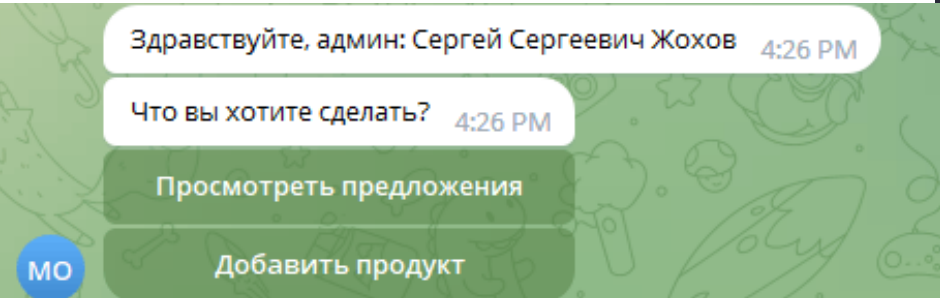 Здравствуйте, админ: Сергей Сергеевич Жохов 4:26 PM
Что вы хотите сделать? 4:26 PM
Просмотреть предложения
МО Добавить продукт